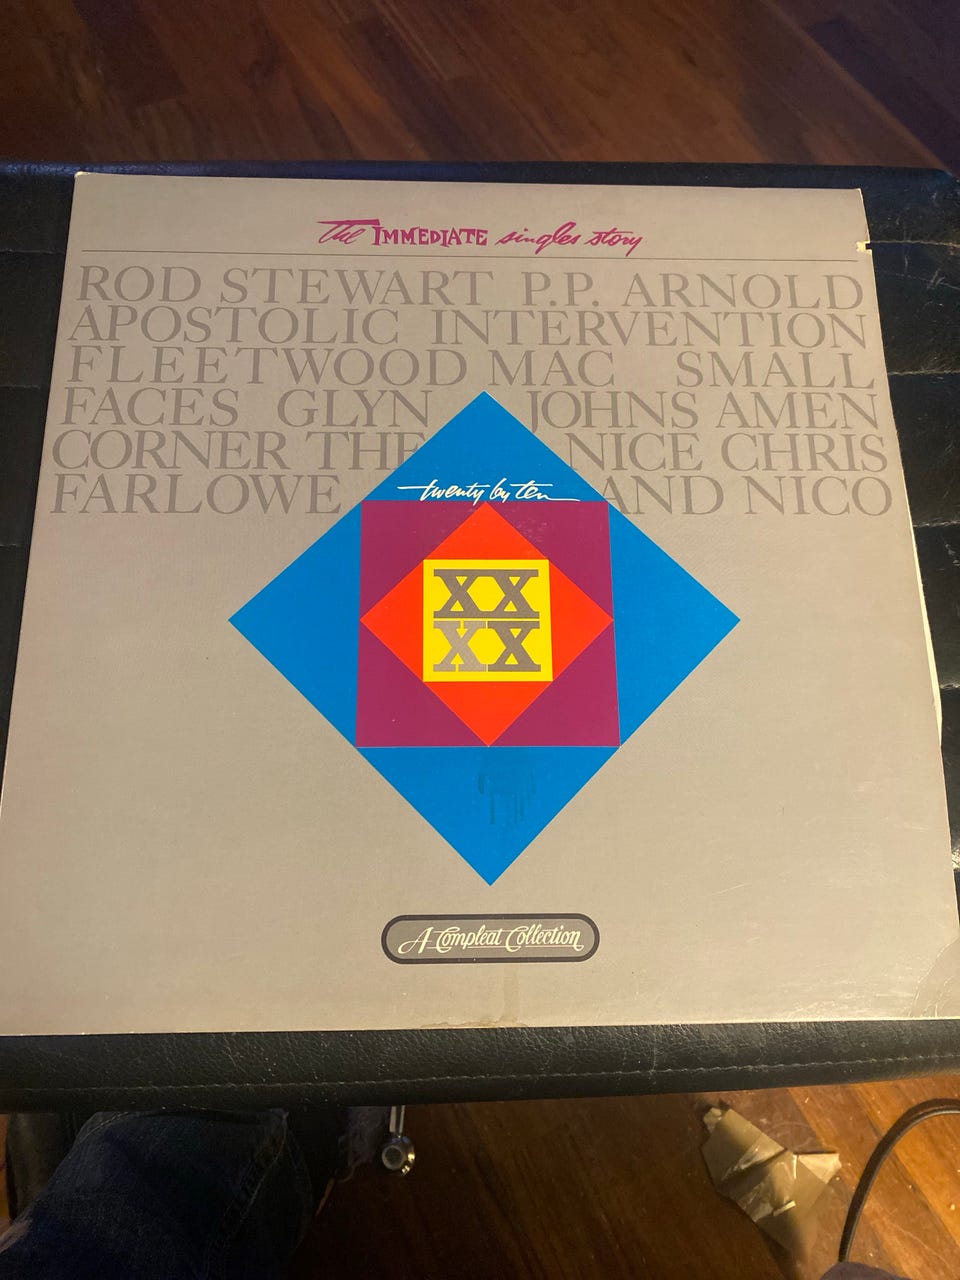 The IMMEDIATE singles story
ROD STEWART P.P. ARNOLD
APOSTOLIC INTERVENTION
FLEETWOOD MAC SMALL
FACES GLYN JOHNS AMEN
CORNER THE NICE CHRIS
FARLOWE AND NICO
twenty by ten
XX
XX
A Compleat Collection